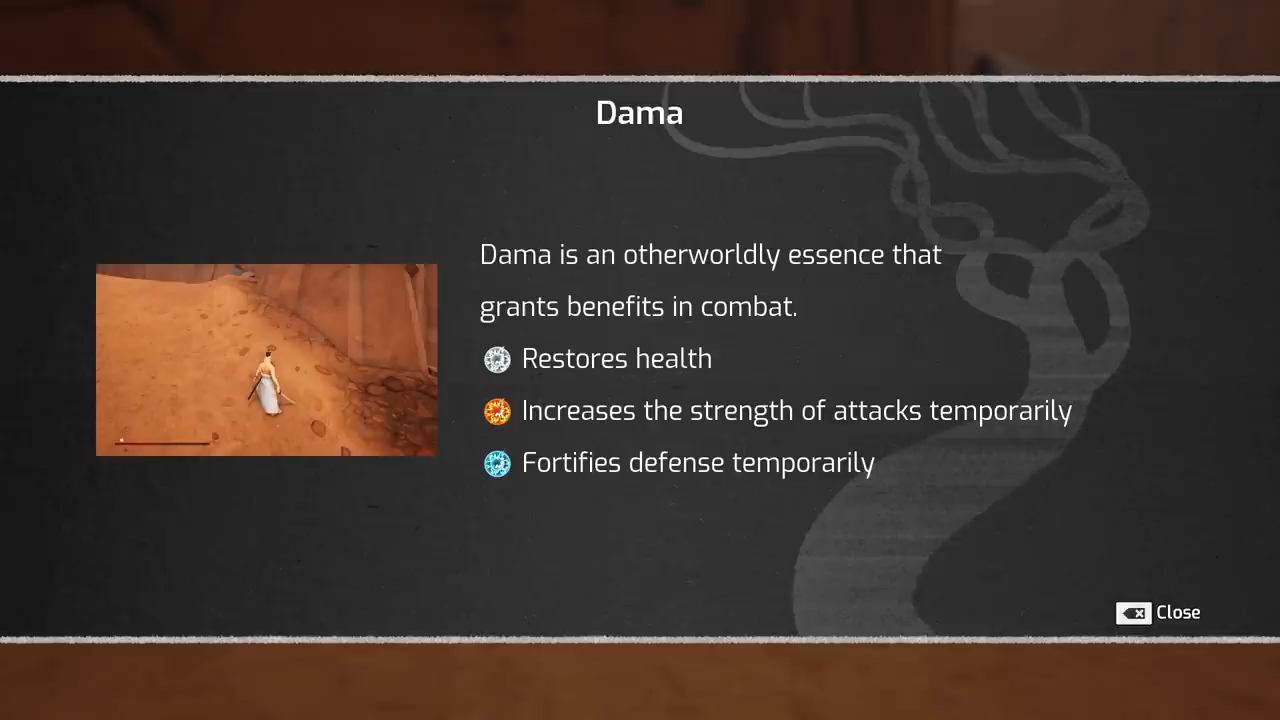 Dama
Dama is an otherworldly essence that
grants benefits in combat.
Restores health
Increases the strength of attacks temporarily
Fortifies defense temporarily
Close